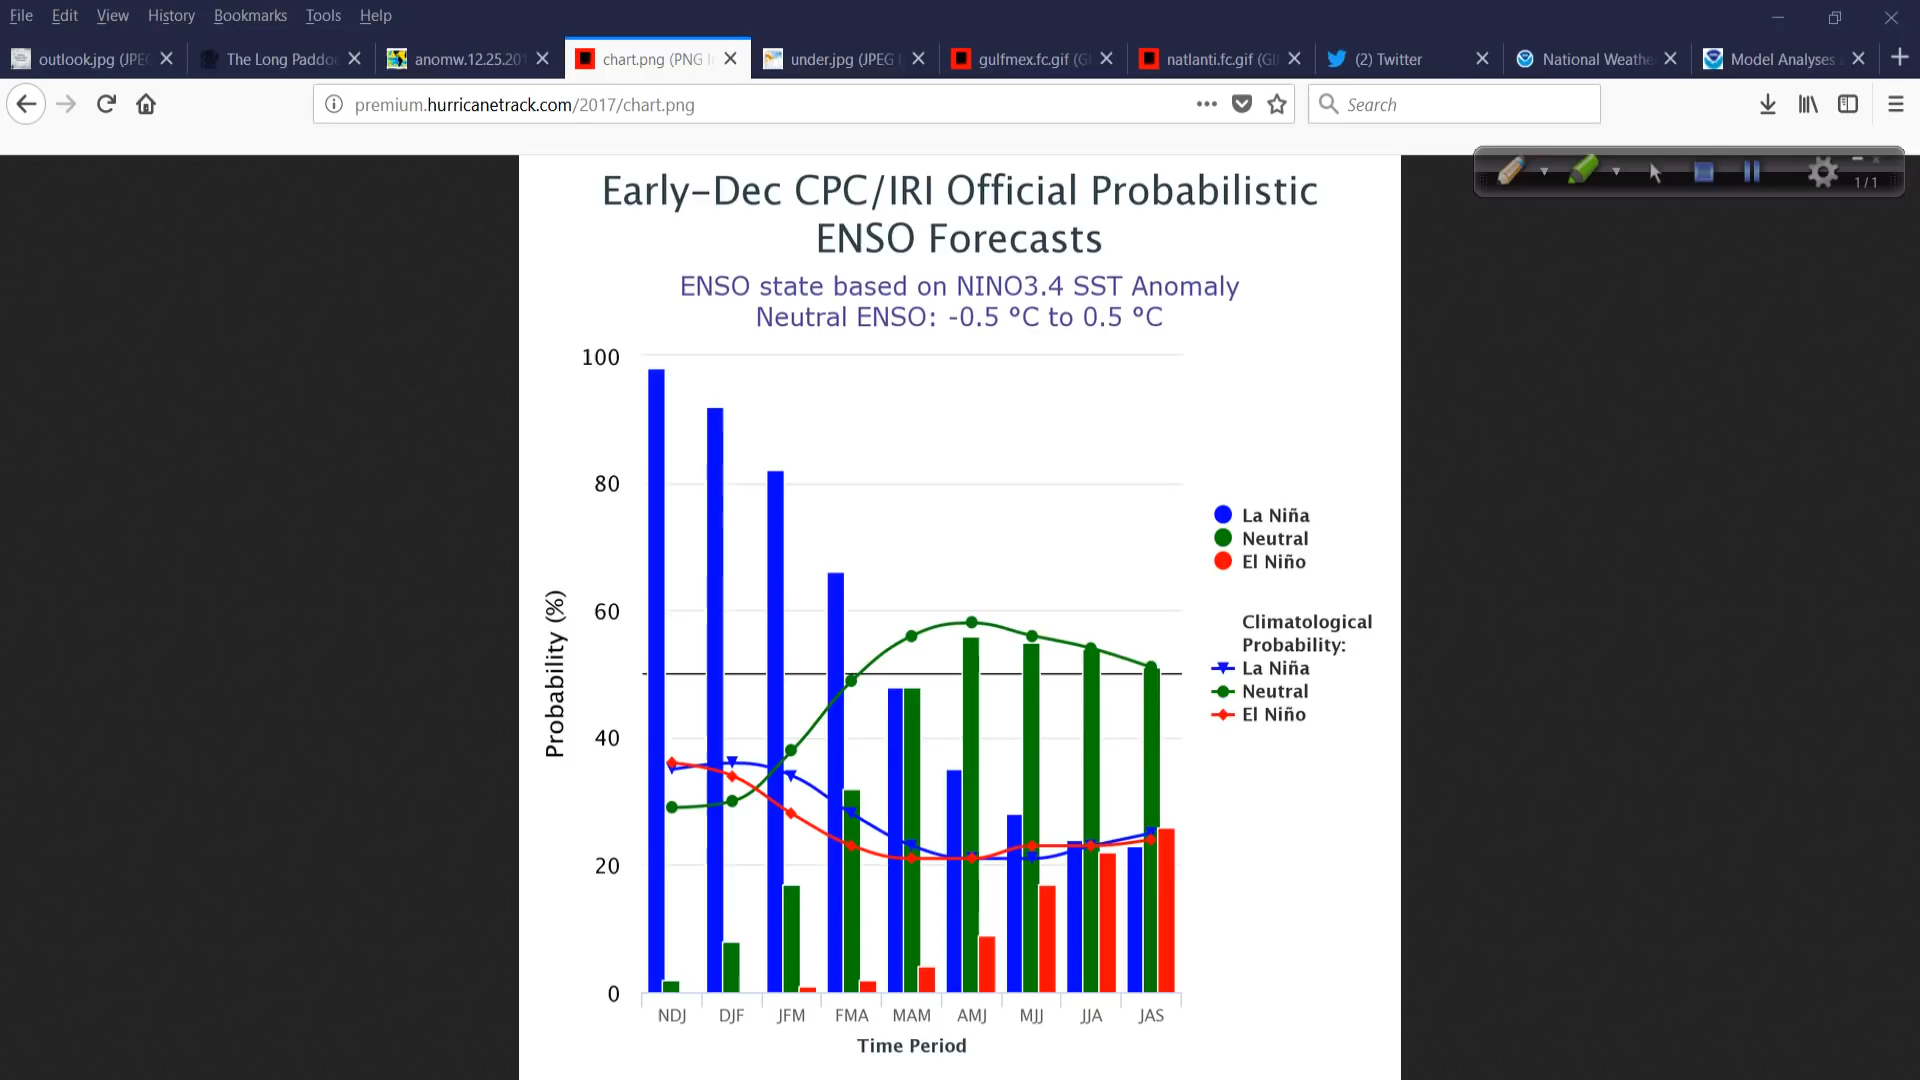 File Edit View History Bookmarks Tools Help
outlook.jpg (JPE
The Long Paddo
anomw.12.25.201
chart.png (PNG I
under.jpg (JPEG
gulfmex.fc.gif (G
natlanti.fc.gif (GI
(2) Twitter
National Weathe
Model Analyses
premium.hurricanetrack.com/2017/chart.png
Search
1/1
Early-Dec CPC/IRI Official Probabilistic
ENSO Forecasts
ENSO state based on NINO3.4 SST Anomaly
Neutral ENSO: -0.5 °C to 0.5 °C
Probability (%)
100
80
60
40
20
0
La Niña
Neutral
El Niño
Climatological
Probability:
La Niña
Neutral
El Niño
NDJ DJF JFM FMA MAM AMJ MJJ JJA JAS
Time Period